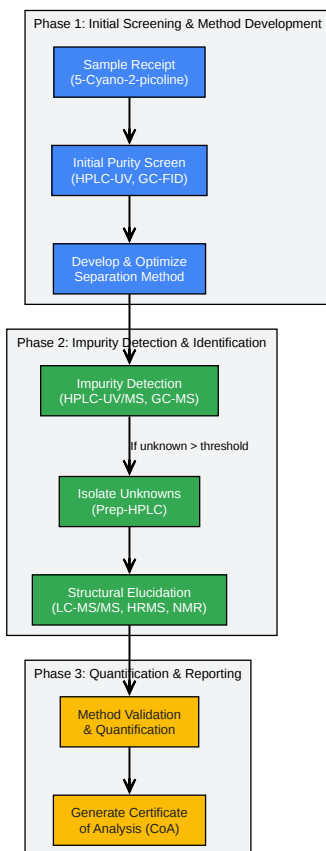 Phase 1: Initial Screening & Method Development
Sample Receipt
(5-Cyano-2-picoline)
Initial Purity Screen
(HPLC-UV, GC-FID)
Develop & Optimize
Separation Method
Phase 2: Impurity Detection & Identification
Impurity Detection
(HPLC-UV/MS, GC-MS)
If unknown > threshold
Isolate Unknowns
(Prep-HPLC)
Structural Elucidation
(LC-MS/MS, HRMS, NMR)
Phase 3: Quantification & Reporting
Method Validation
& Quantification
Generate Certificate
of Analysis (CoA)